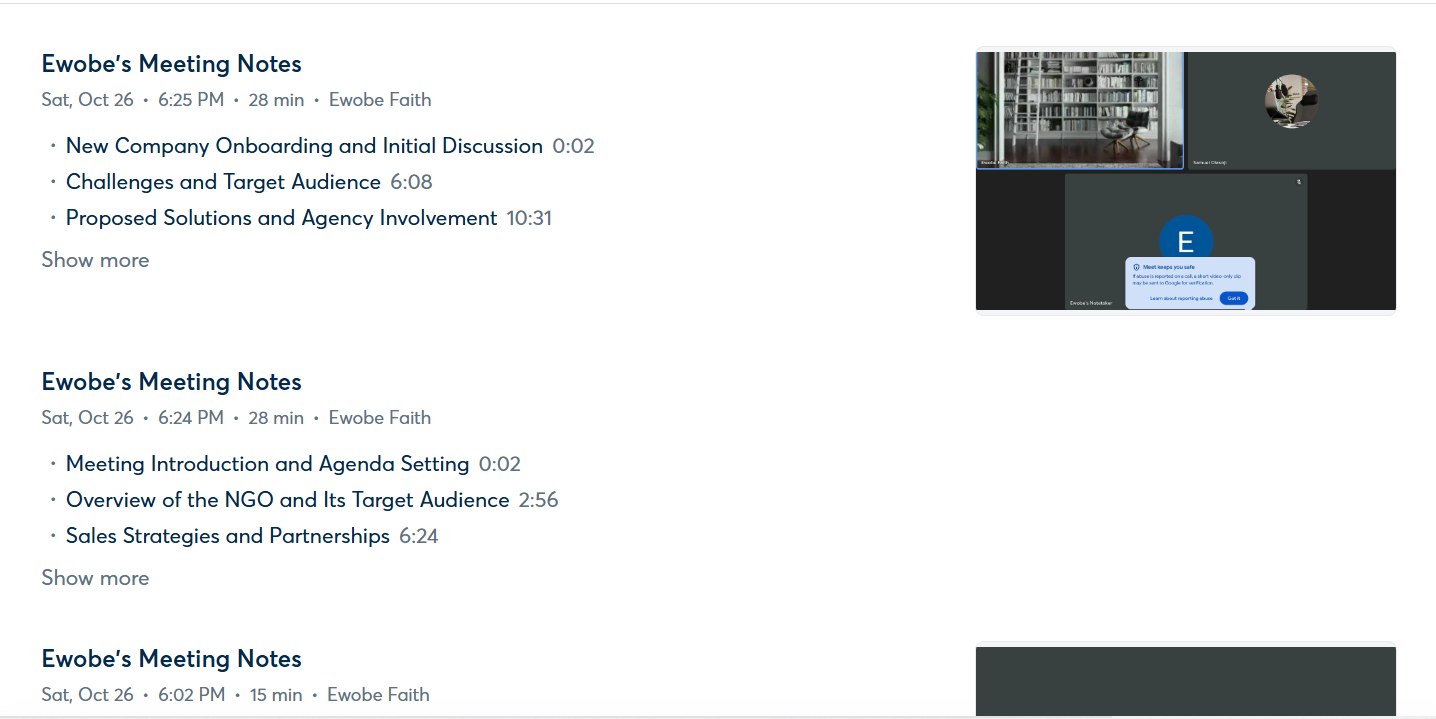 Ewobe's Meeting Notes
Sat, Oct 26 • 6:25 PM • 28 min • Ewobe Faith
• New Company Onboarding and Initial Discussion 0:02
• Challenges and Target Audience 6:08
• Proposed Solutions and Agency Involvement 10:31
Show more
Ewobe Faith
Samuel Olasoji
E
Meet keeps you safe
If abuse is reported on a call, a short video-only clip
may be sent to Google for verification.
Learn about reporting abuse Got it
Ewobe's Notetaker
Ewobe's Meeting Notes
Sat, Oct 26 • 6:24 PM • 28 min • Ewobe Faith
• Meeting Introduction and Agenda Setting 0:02
• Overview of the NGO and Its Target Audience 2:56
• Sales Strategies and Partnerships 6:24
Show more
Ewobe's Meeting Notes
Sat, Oct 26 • 6:02 PM • 15 min • Ewobe Faith